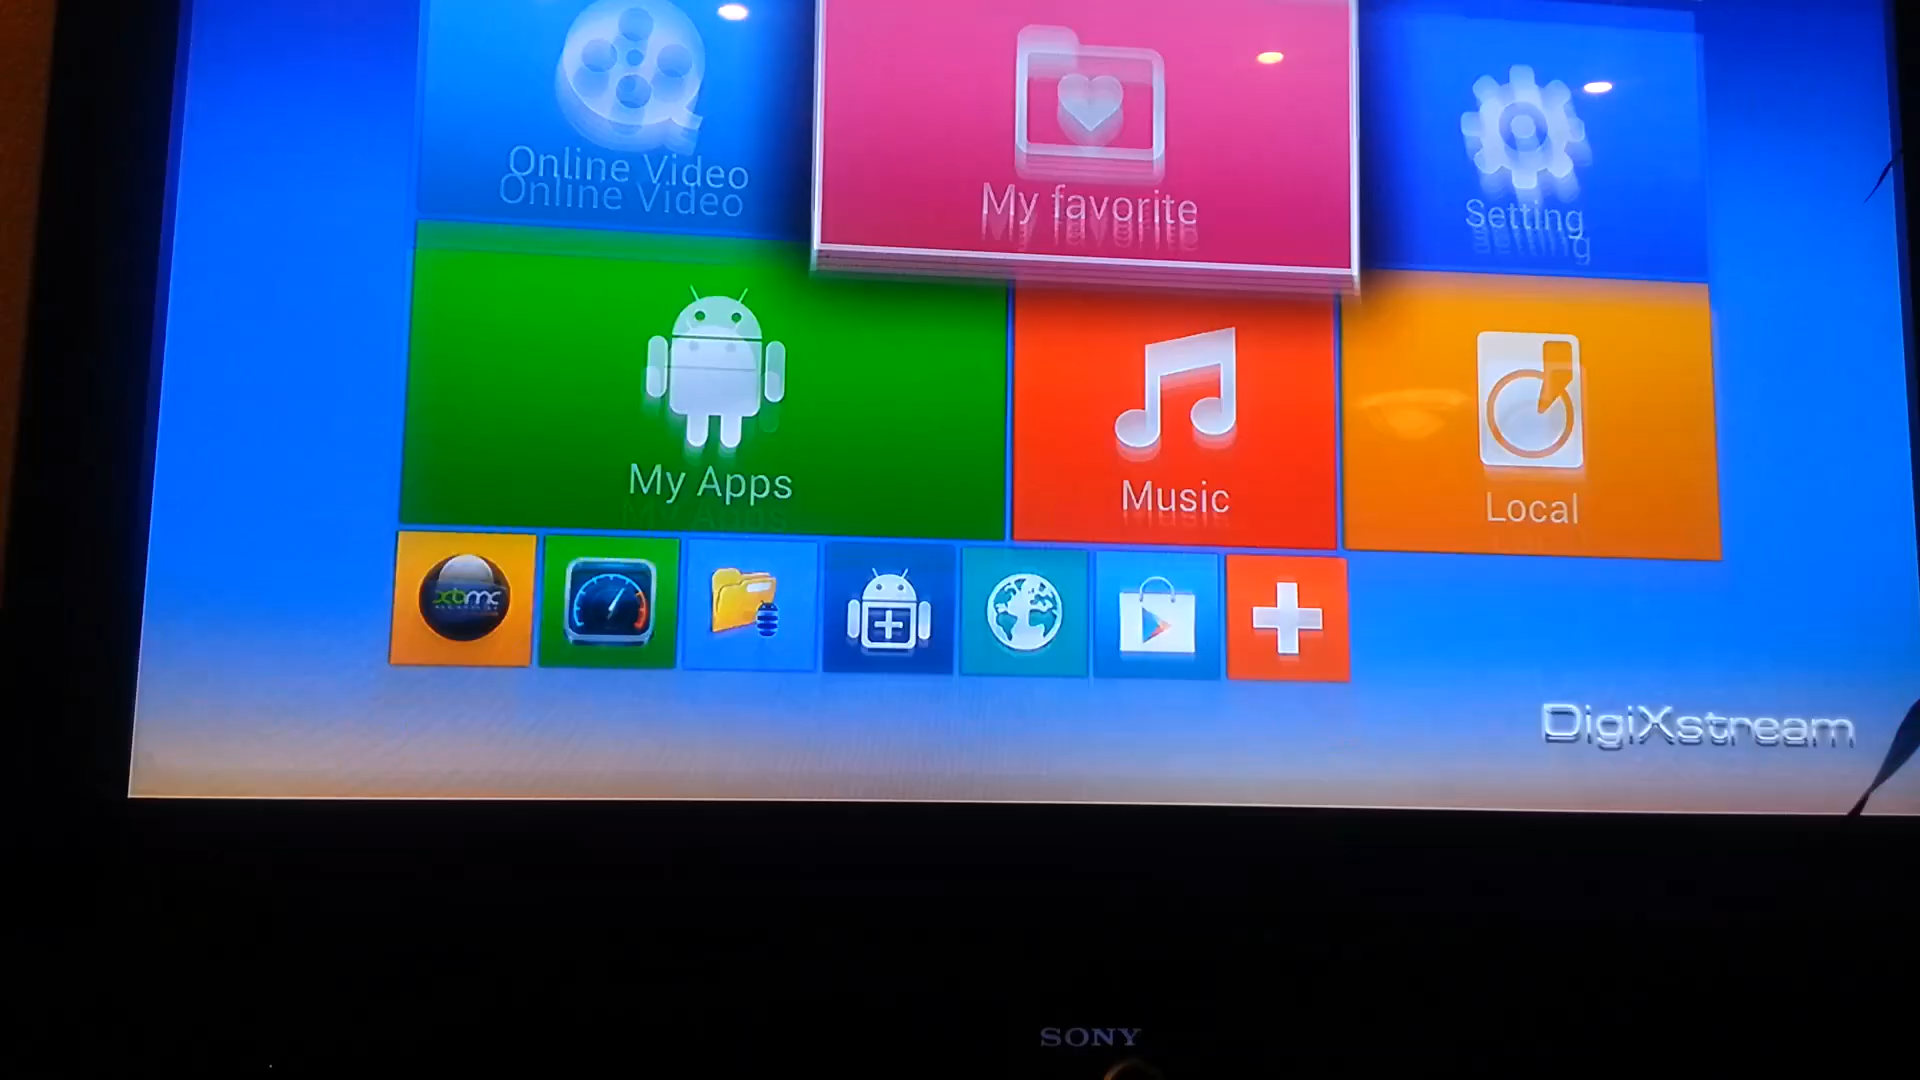 Online Video
My favorite
Setting
My Apps
Music
Local
xbmc
DigiXstream
SONY